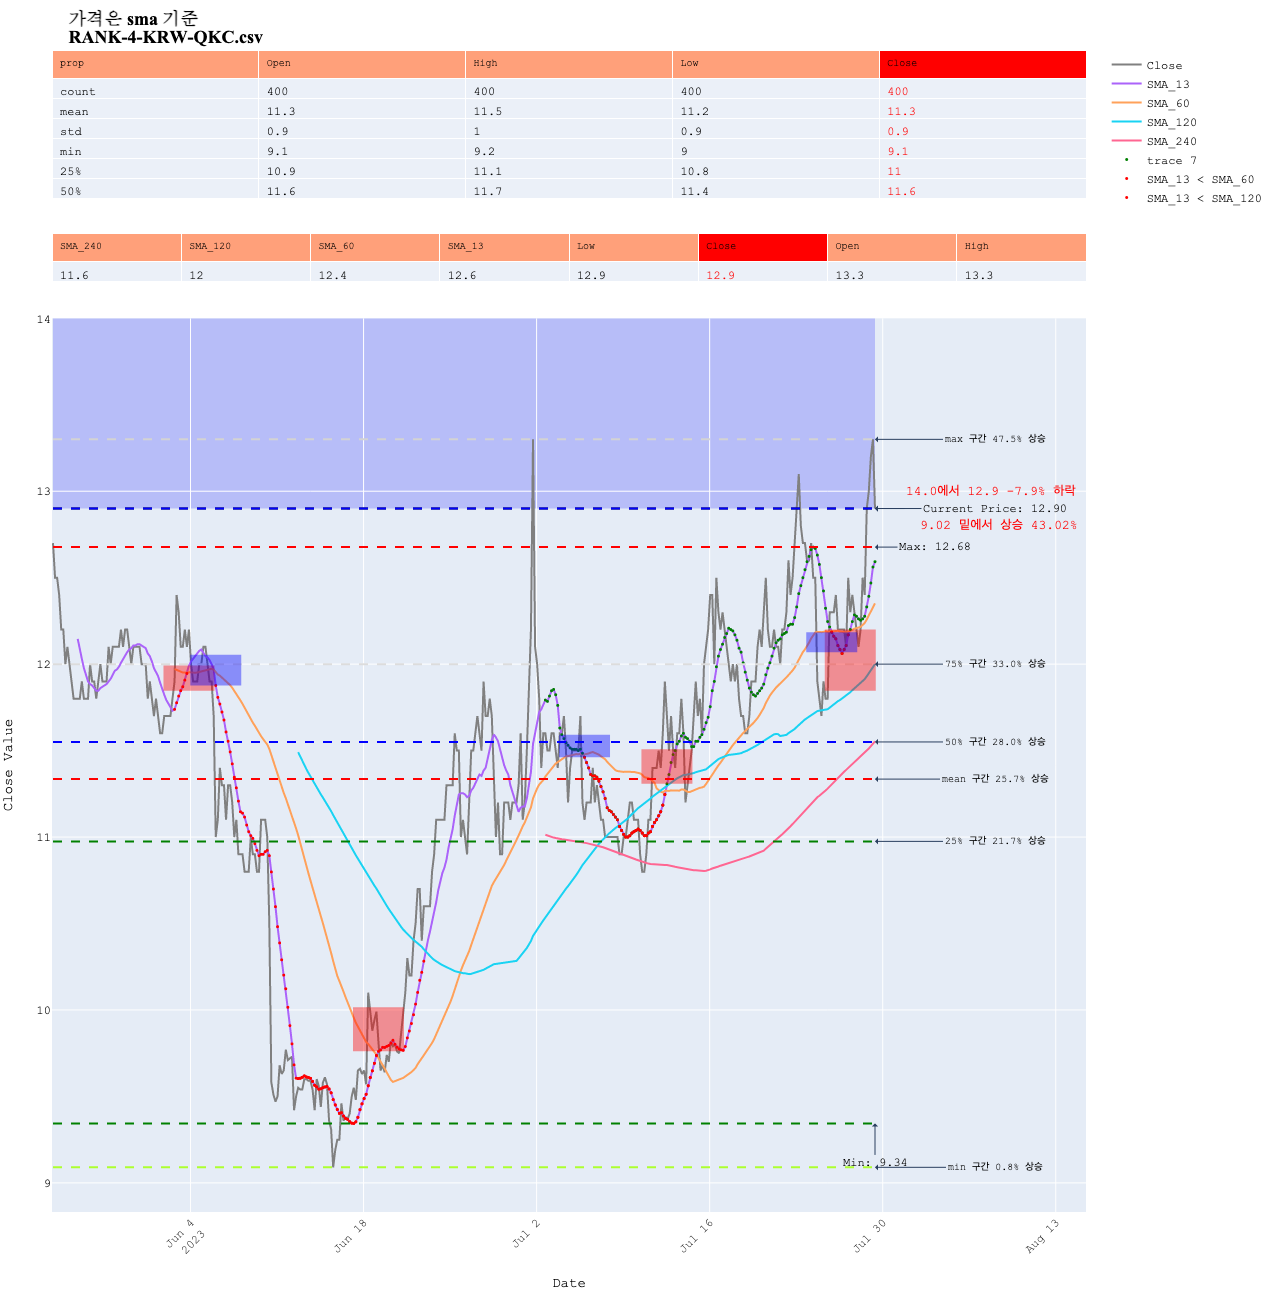 가격은 sma 기준
RANK-4-KRW-QKC.csv
prop Open High Low Close
count 400 400 400 400
mean 11.3 11.5 11.2 11.3
std 0.9 1 0.9 0.9
min 9.1 9.2 9 9.1
25% 10.9 11.1 10.8 11
50% 11.6 11.7 11.4 11.6
Close
SMA_13
SMA_60
SMA_120
SMA_240
trace 7
SMA_13 < SMA_60
SMA_13 < SMA_120
SMA_240 SMA_120 SMA_60 SMA_13 Low Close Open High
11.6 12 12.4 12.6 12.9 12.9 13.3 13.3
14
13
12
11
10
9
Close Value
max 구간 47.5% 상승
14.0에서 12.9 -7.9% 하락
Current Price: 12.90
9.02 밑에서 상승 43.02%
Max: 12.68
75% 구간 33.0% 상승
50% 구간 28.0% 상승
mean 구간 25.7% 상승
25% 구간 21.7% 상승
Min: 9.34
min 구간 0.8% 상승
Jun 4
2023
Jun 18
Jul 2
Jul 16
Jul 30
Aug 13
Date